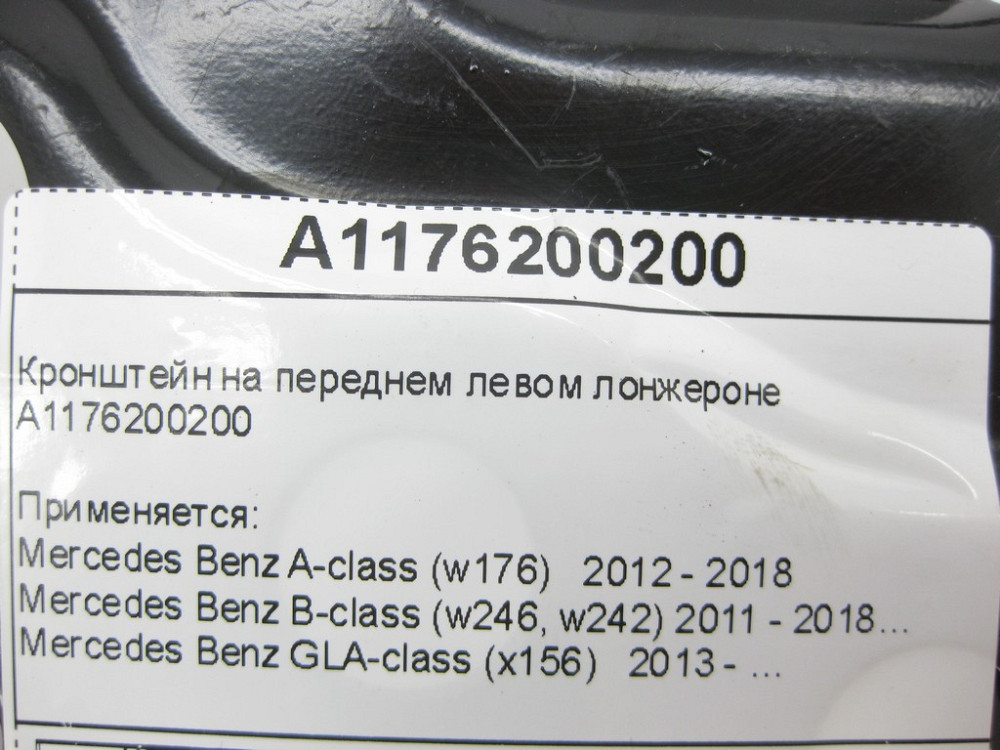 A1176200200
Кронштейн на переднем левом лонжероне
A1176200200
Применяется:
Mercedes Benz A-class (w176) 2012 - 2018
Mercedes Benz B-class (w246, w242) 2011 - 2018...
Mercedes Benz GLA-class (x156) 2013 - ...